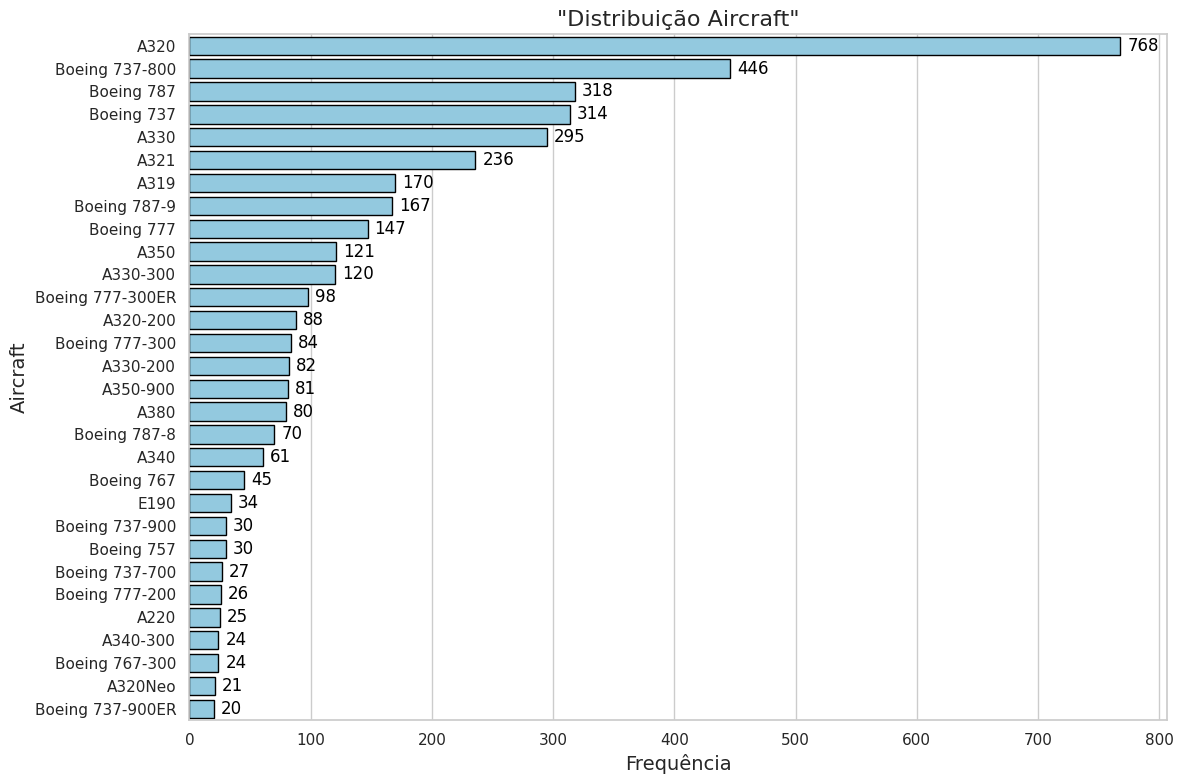 "Distribuição Aircraft"
A320 768
Boeing 737-800 446
Boeing 787 318
Boeing 737 314
A330 295
A321 236
A319 170
Boeing 787-9 167
Boeing 777 147
A350 121
A330-300 120
Boeing 777-300ER 98
A320-200 88
Boeing 777-300 84
A330-200 82
A350-900 81
A380 80
Boeing 787-8 70
A340 61
Boeing 767 45
E190 34
Boeing 737-900 30
Boeing 757 30
Boeing 737-700 27
Boeing 777-200 26
A220 25
A340-300 24
Boeing 767-300 24
A320Neo 21
Boeing 737-900ER 20
Aircraft
0 100 200 300 400 500 600 700 800
Frequência